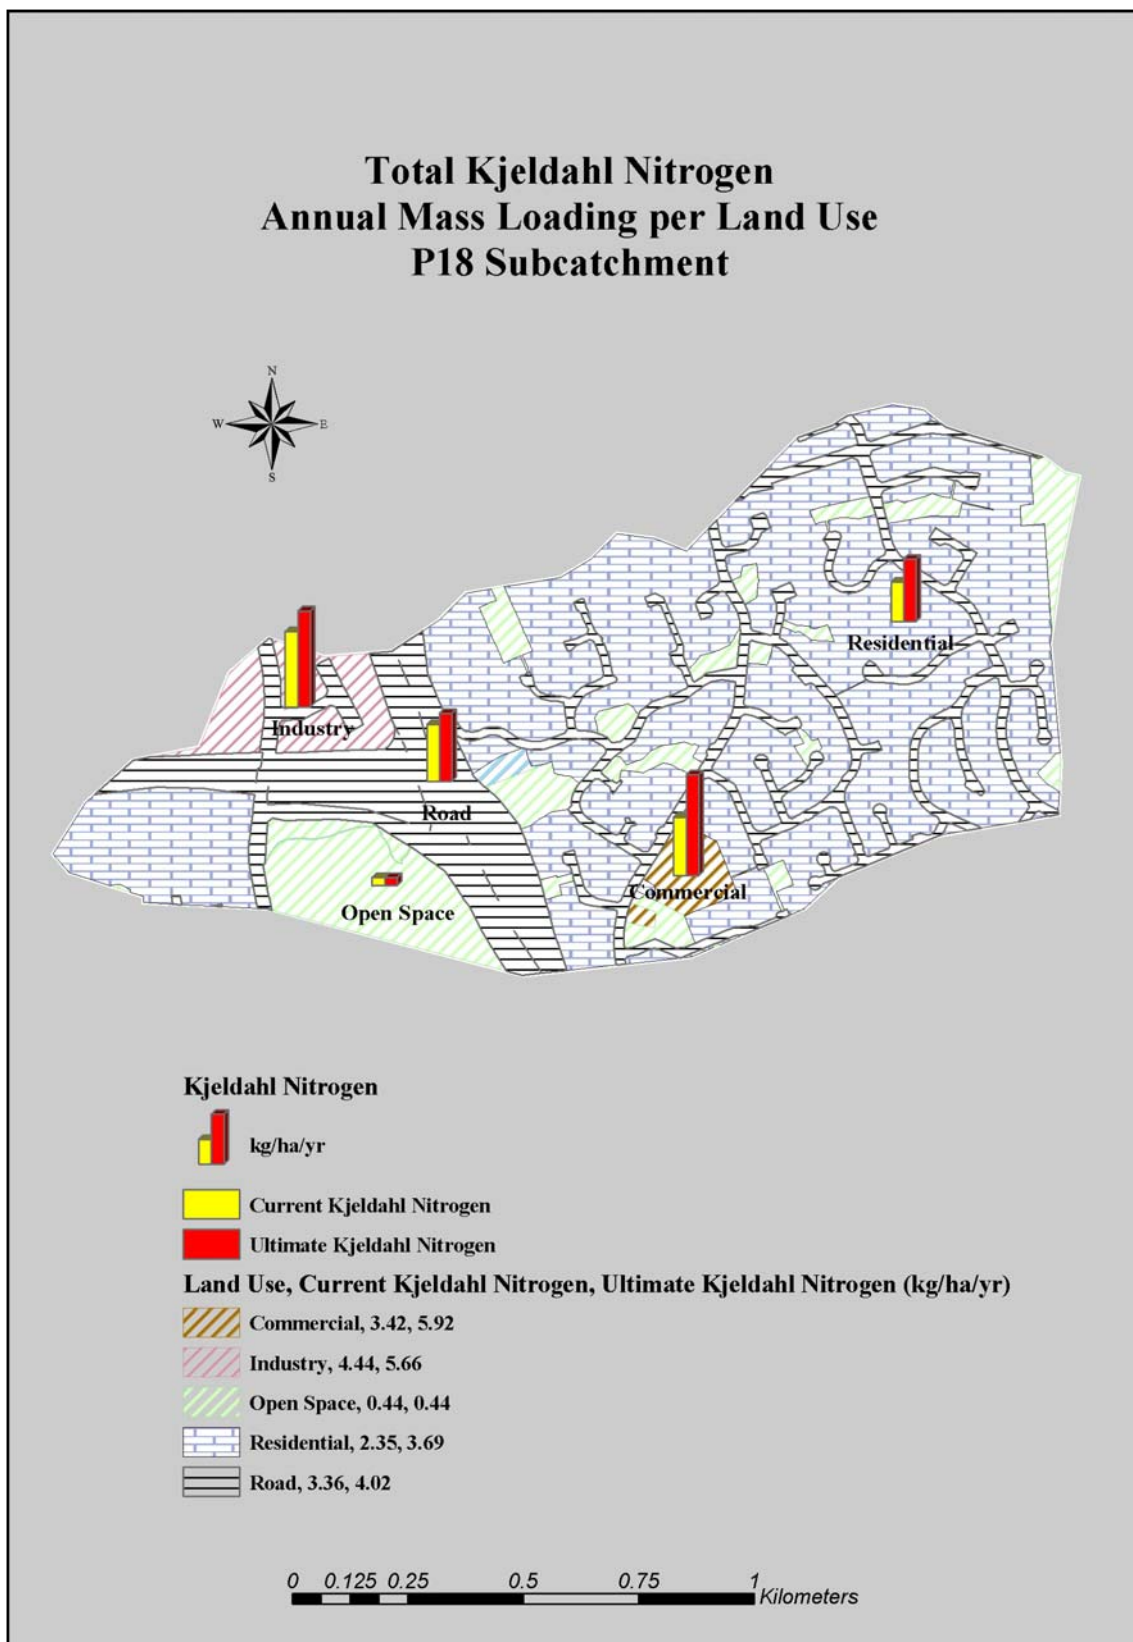 Total Kjeldahl Nitrogen
Annual Mass Loading per Land Use
P18 Subcatchment
N
W
E
S
Residential
Industry
Road
Commercial
Open Space
Kjeldahl Nitrogen
kg/ha/yr
Current Kjeldahl Nitrogen
Ultimate Kjeldahl Nitrogen
Land Use, Current Kjeldahl Nitrogen, Ultimate Kjeldahl Nitrogen (kg/ha/yr)
Commercial, 3.42, 5.92
Industry, 4.44, 5.66
Open Space, 0.44, 0.44
Residential, 2.35, 3.69
Road, 3.36, 4.02
0 0.125 0.25 0.5 0.75 1
Kilometers